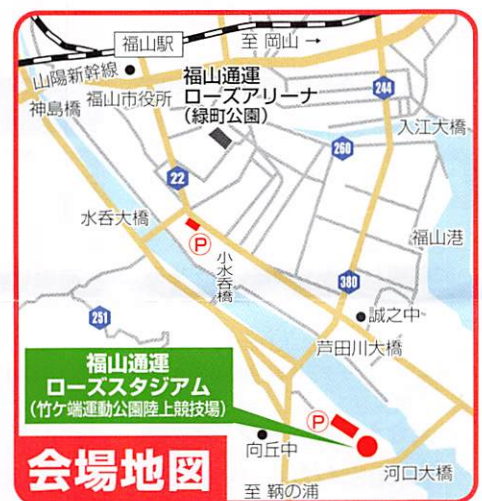 福山駅
至 岡山 →
山陽新幹線
福山市役所
神島橋
福山通運
ローズアリーナ
(緑町公園)
244
入江大橋
260
22
水呑大橋
福山港
P
小水呑橋
380
251
誠之中
芦田川大橋
福山通運
ローズスタジアム
(竹ケ端運動公園陸上競技場)
P
向丘中
会場地図
河口大橋
至 鞆の浦